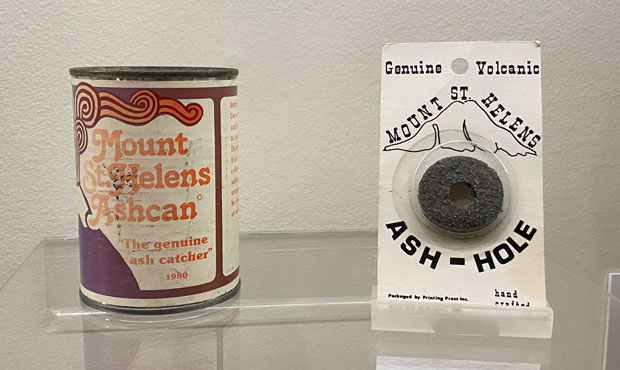 Mount
St. Helens
Ashcan
"The genuine
ash catcher"
1980
Genuine Volcanic
MOUNT ST. HELENS
ASH-HOLE
Packaged by Printing Press Inc.
hand
crafted